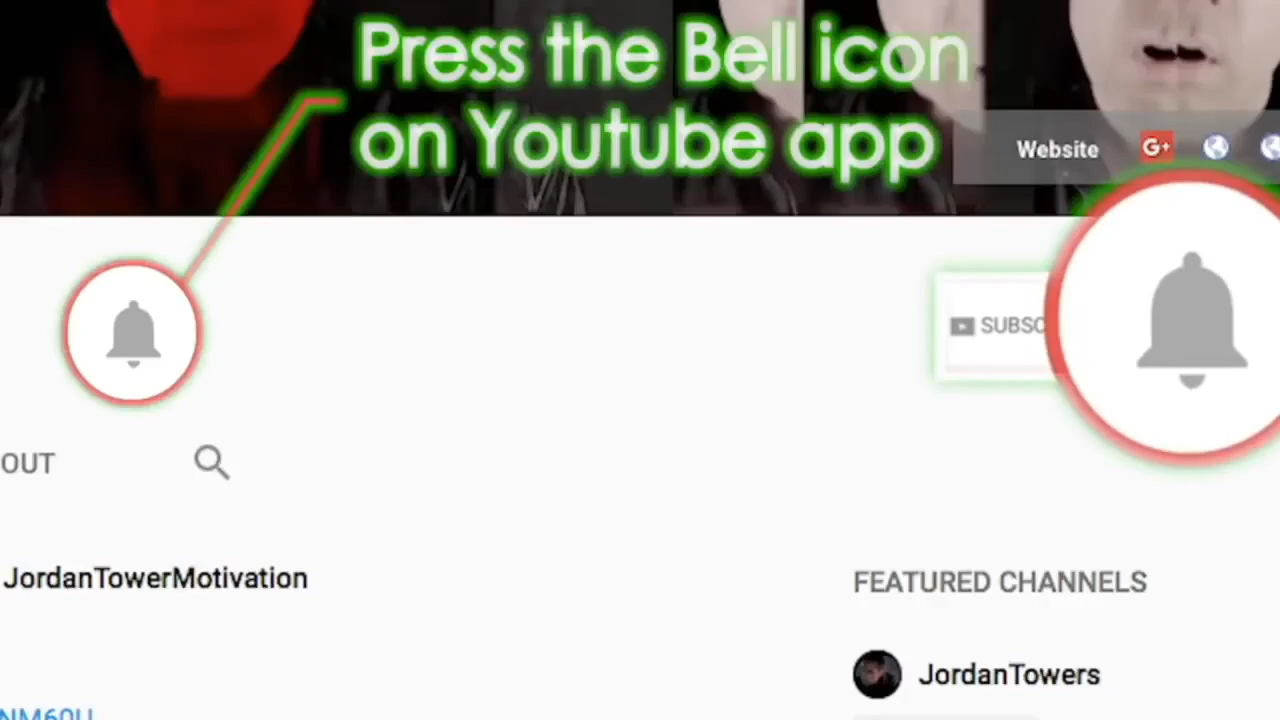 Press the Bell icon
on Youtube app
Website
G+
SUBSC
OUT
JordanTowerMotivation
FEATURED CHANNELS
JordanTowers